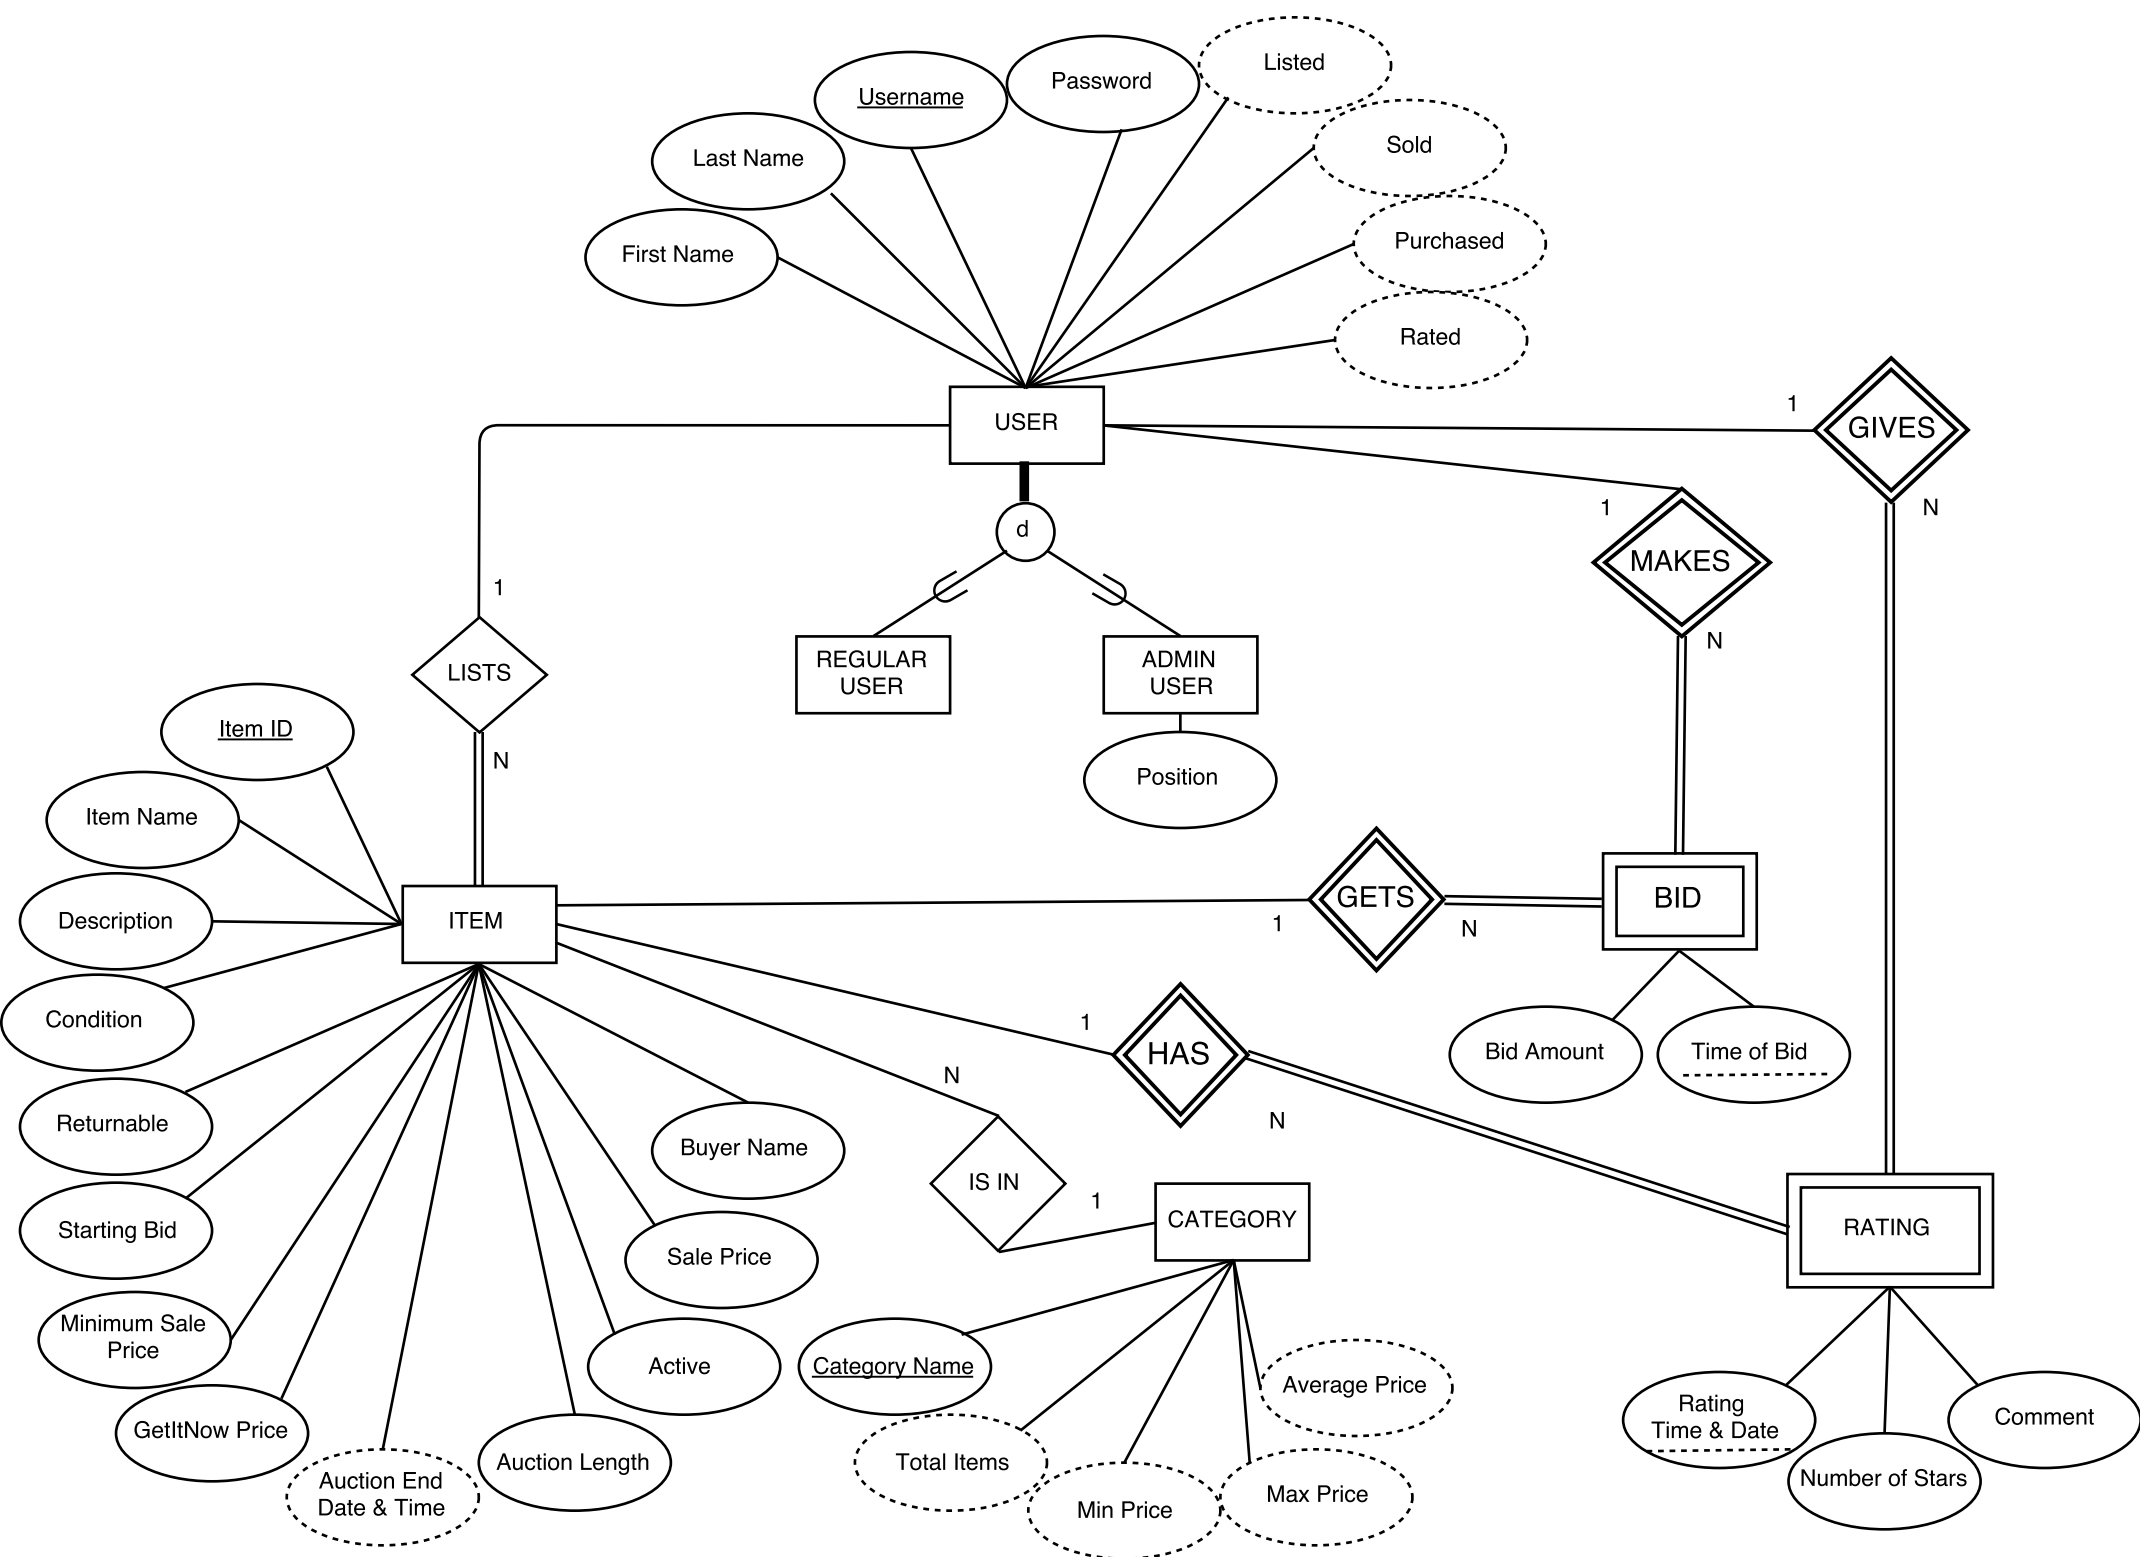 Listed
Password
Username
Sold
Last Name
Purchased
First Name
Rated
1
GIVES
USER
N
1
d
MAKES
1
N
LISTS
REGULAR
USER
ADMIN
USER
Item ID
N
Position
Item Name
GETS
BID
Description
ITEM
1
N
Condition
1
HAS
Bid Amount
Time of Bid
N
Returnable
N
Buyer Name
IS IN
1
CATEGORY
RATING
Starting Bid
Sale Price
Minimum Sale
Price
Active
Category Name
Average Price
Rating
Time & Date
Comment
GetItNow Price
Auction End
Date & Time
Auction Length
Total Items
Min Price
Max Price
Number of Stars